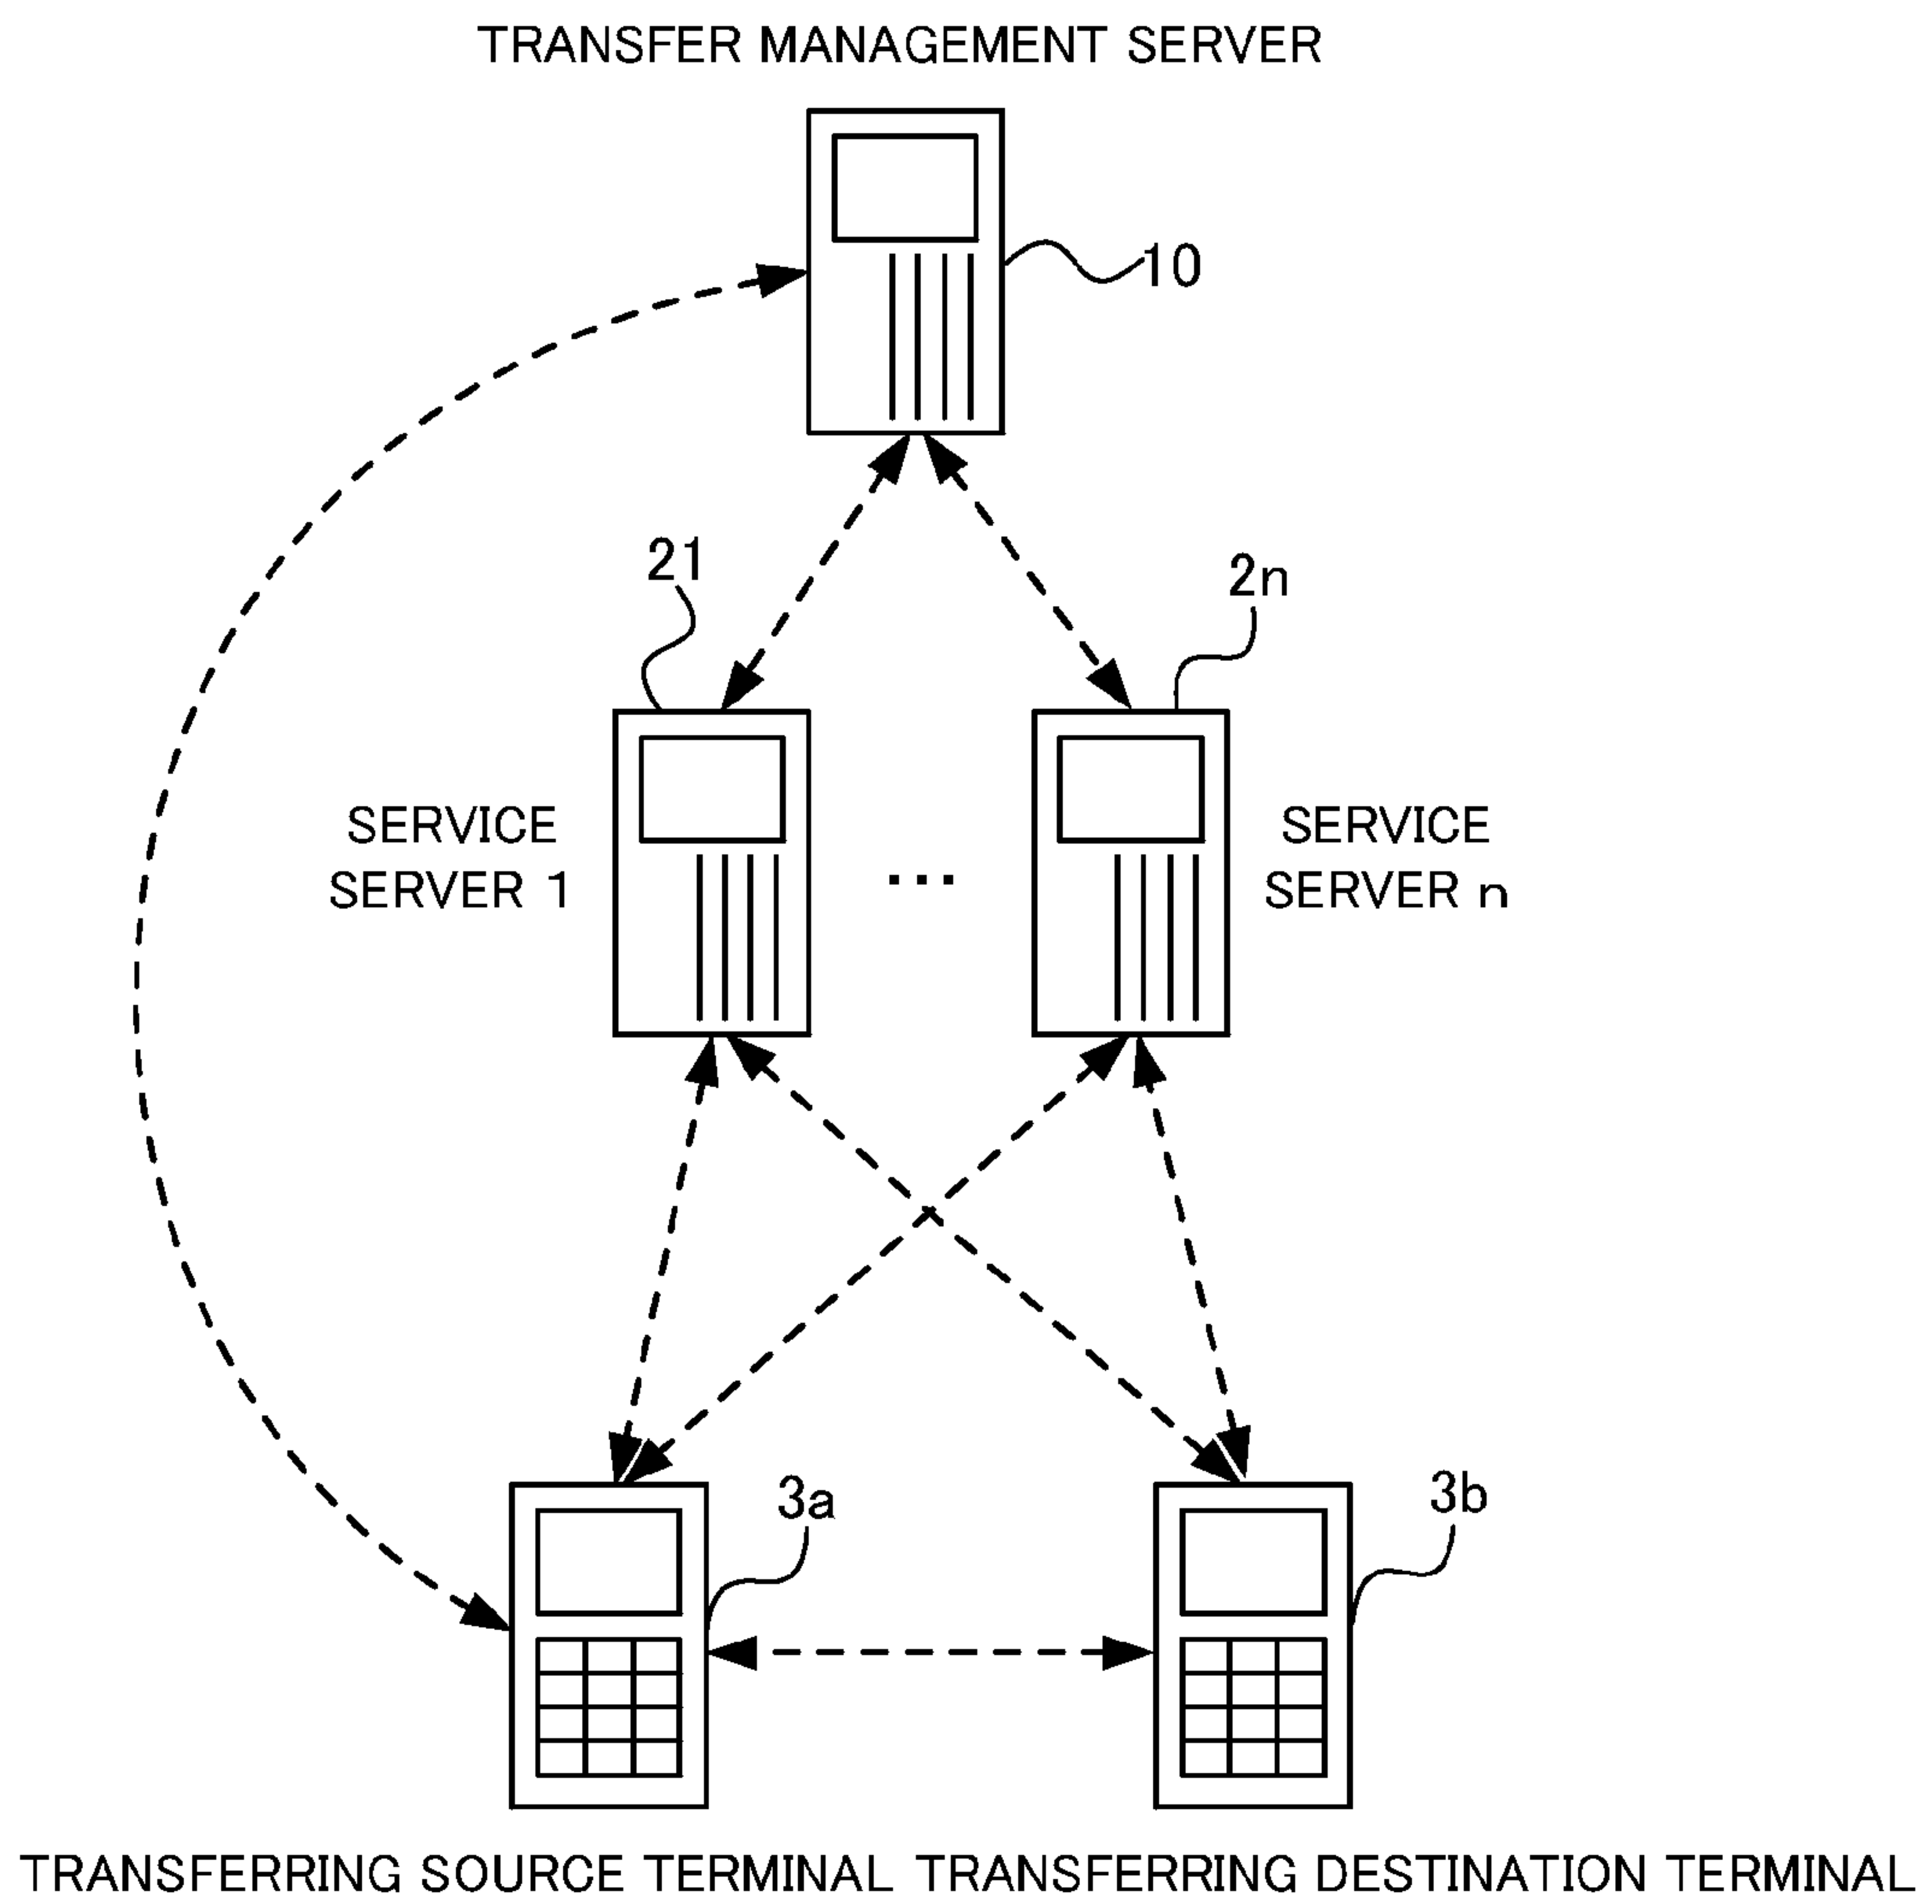 TRANSFER MANAGEMENT SERVER
10
21
2n
SERVICE
SERVER 1
...
SERVICE
SERVER n
3a
3b
TRANSFERRING SOURCE TERMINAL
TRANSFERRING DESTINATION TERMINAL